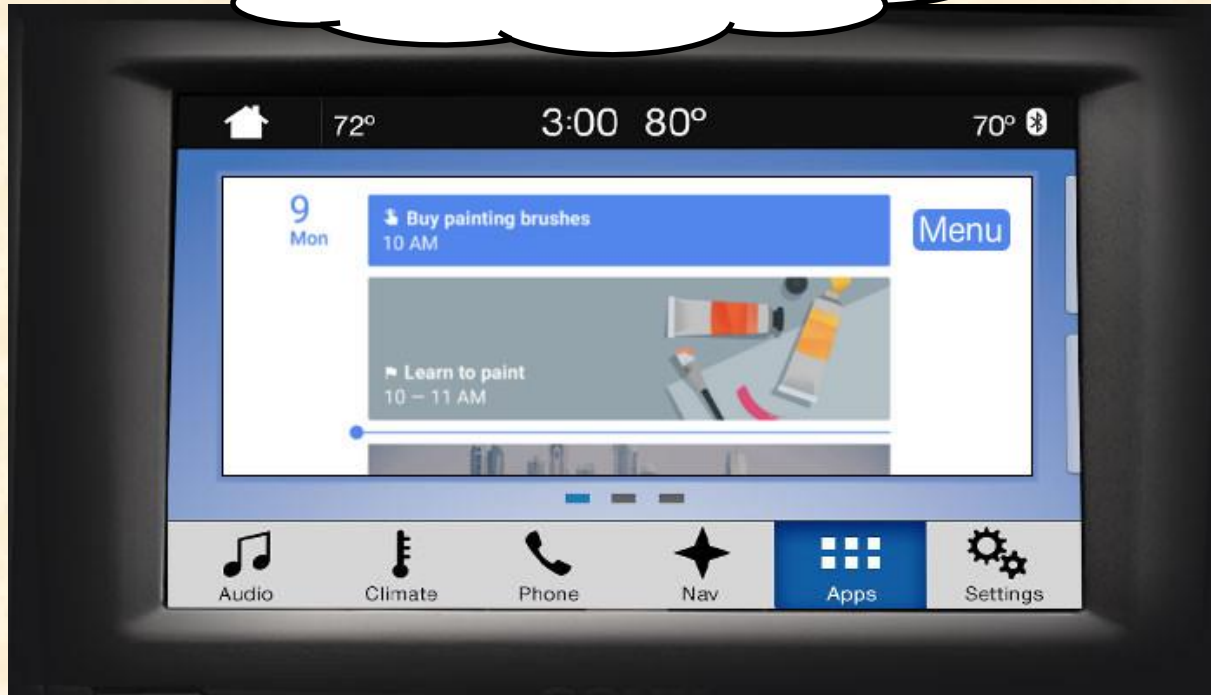 72° 3:00 80° 70°
9
Mon
Buy painting brushes
10 AM
Menu
Learn to paint
10 – 11 AM
Audio Climate Phone Nav Apps Settings